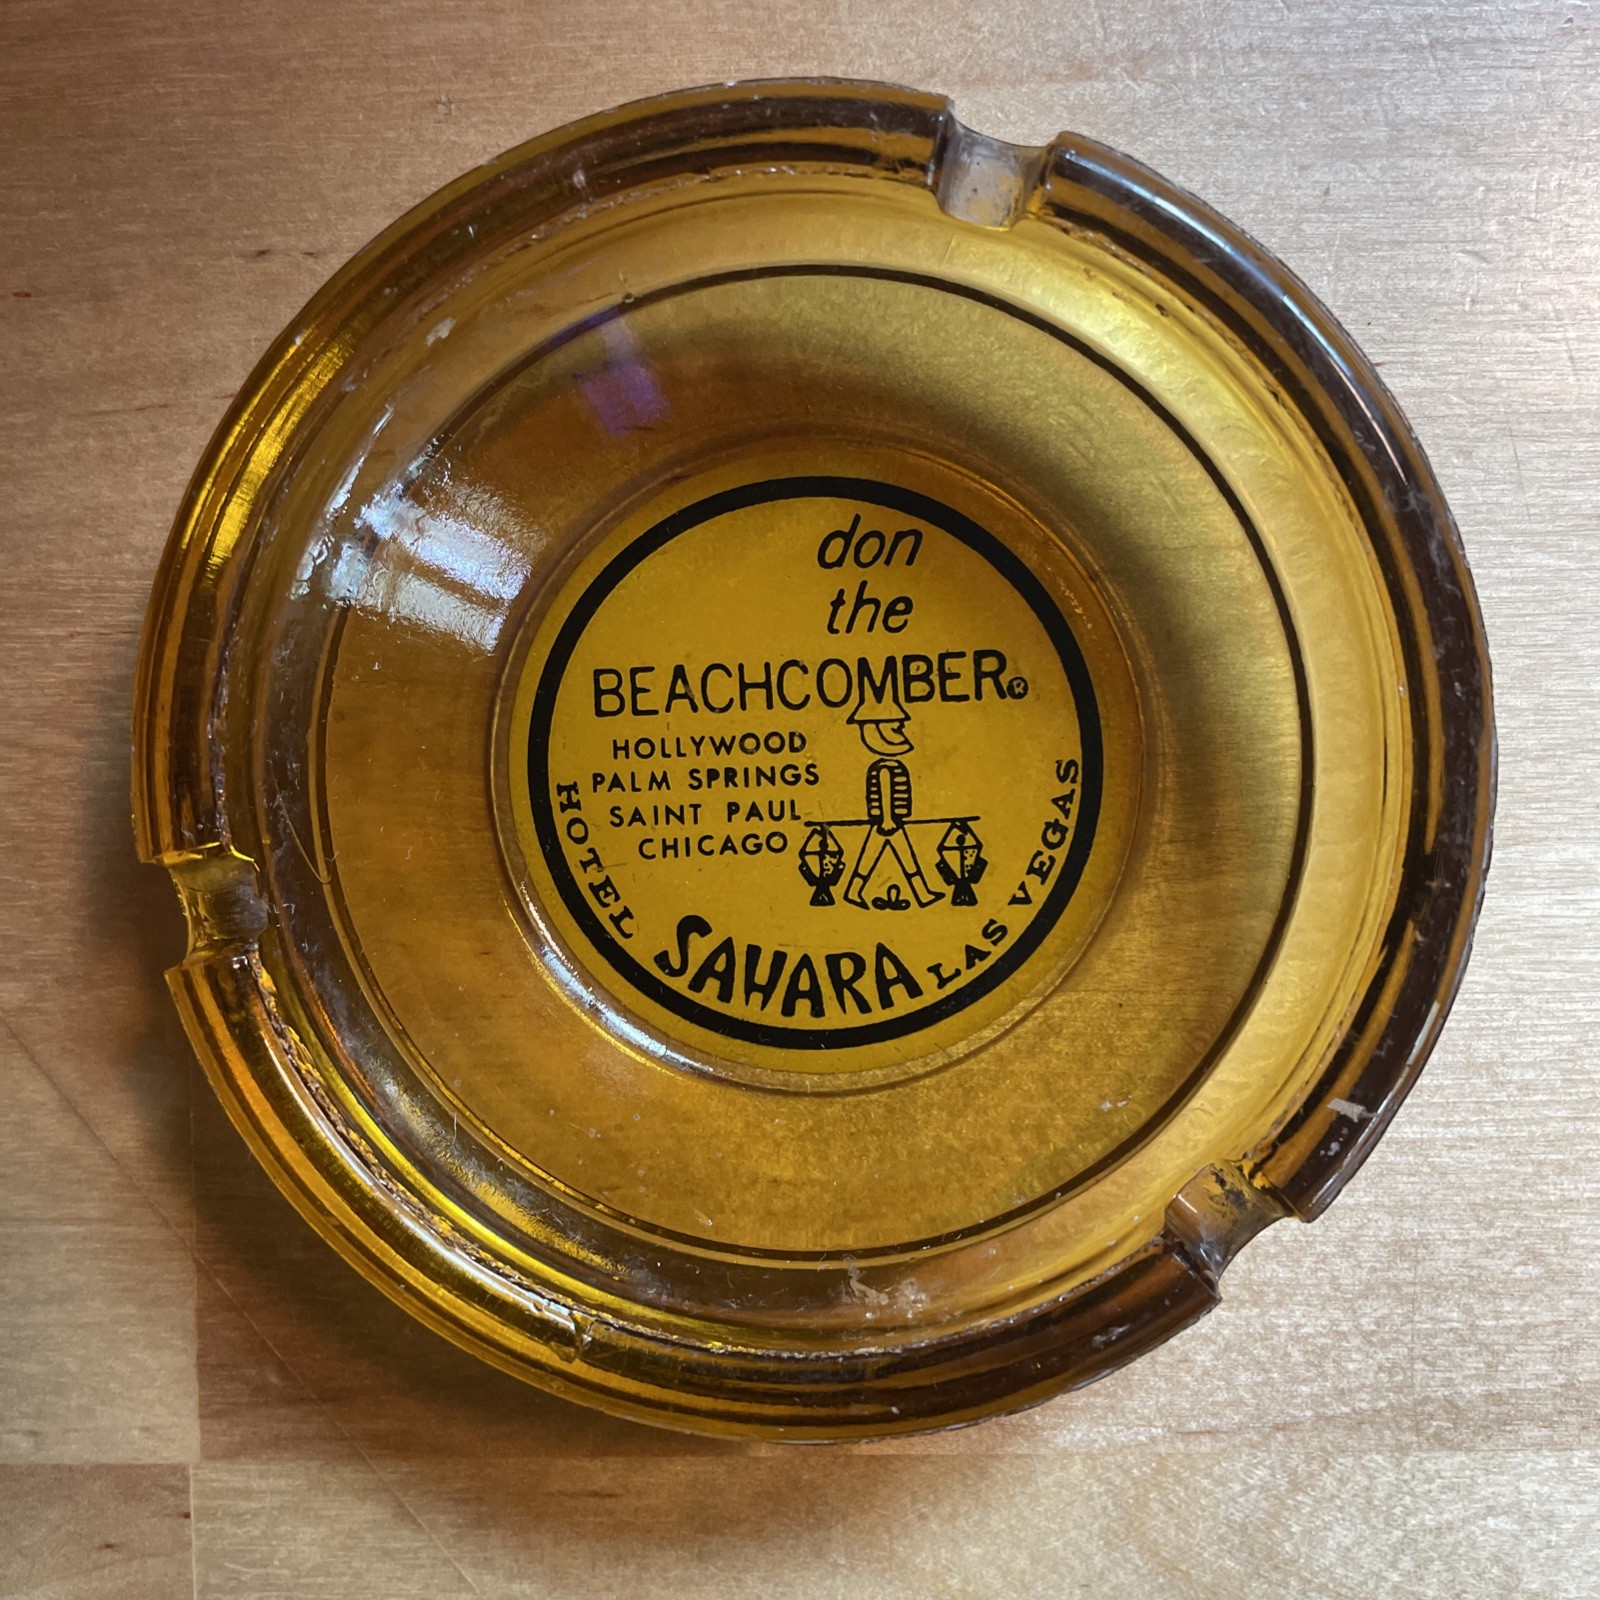 don
the
BEACHCOMBER®
HOLLYWOOD
PALM SPRINGS
SAINT PAUL
CHICAGO
HOTEL SAHARA LAS VEGAS